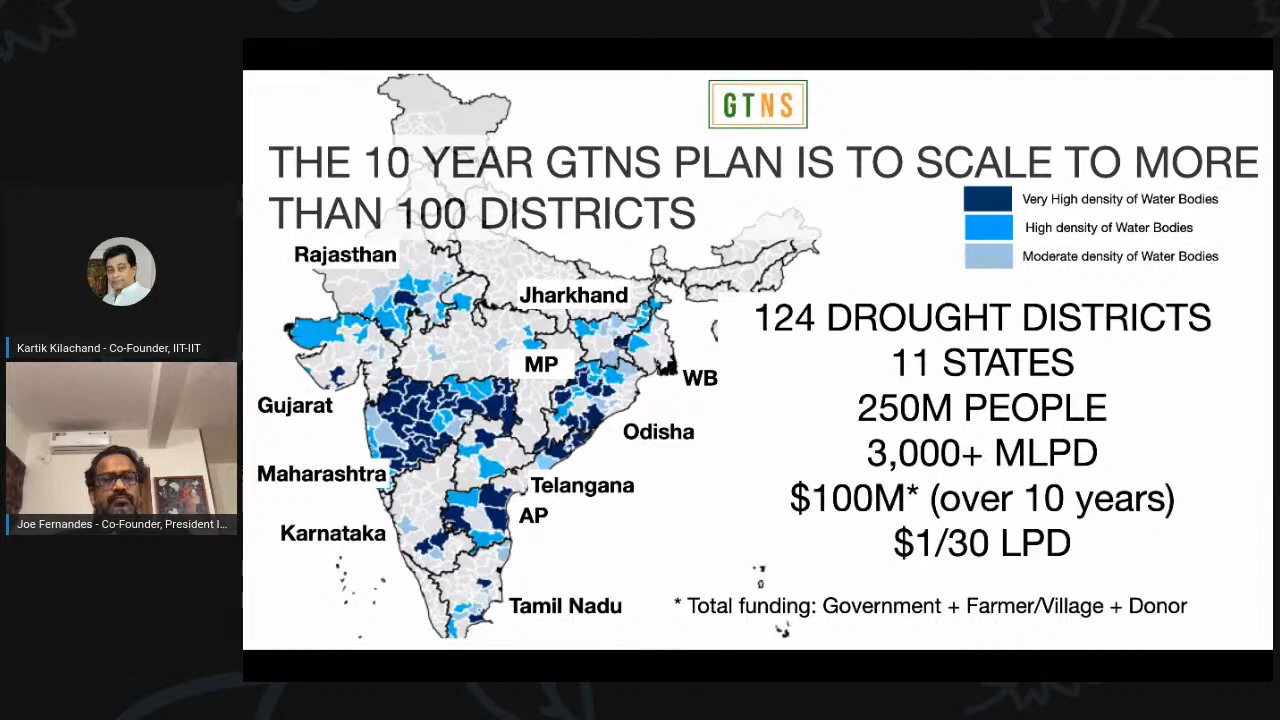 GTNS
THE 10 YEAR GTNS PLAN IS TO SCALE TO MORE
THAN 100 DISTRICTS
Very High density of Water Bodies
High density of Water Bodies
Moderate density of Water Bodies
Rajasthan
Jharkhand
MP
WB
Gujarat
Odisha
Maharashtra
Telangana
AP
Karnataka
Tamil Nadu
124 DROUGHT DISTRICTS
11 STATES
250M PEOPLE
3,000+ MLPD
$100M* (over 10 years)
$1/30 LPD
* Total funding: Government + Farmer/Village + Donor
Kartik Kilachand - Co-Founder, IIT-IIT
Joe Fernandes - Co-Founder, President I...